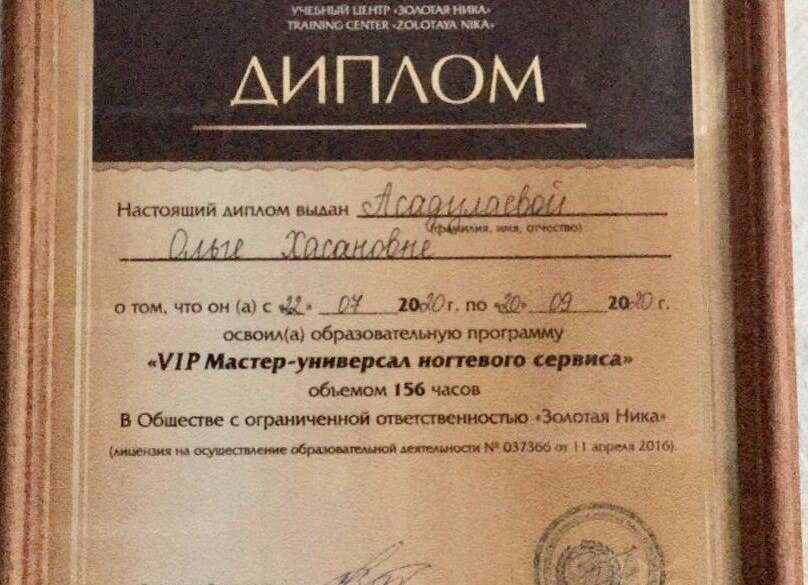 УЧЕБНЫЙ ЦЕНТР «ЗОЛОТАЯ НИКА»
TRAINING CENTER «ZOLOTAYA NIKA»
ДИПЛОМ
Настоящий диплом выдан Асадулаевой
(фамилия, имя, отчество)
Ольге Хасановне
о том, что он (а) с «22» 07 2020 г. по «20» 09 2020 г.
освоил(а) образовательную программу
«VIP Мастер-универсал ногтевого сервиса»
объемом 156 часов
В Обществе с ограниченной ответственностью «Золотая Ника»
(лицензия на осуществление образовательной деятельности № 037366 от 11 апреля 2016).